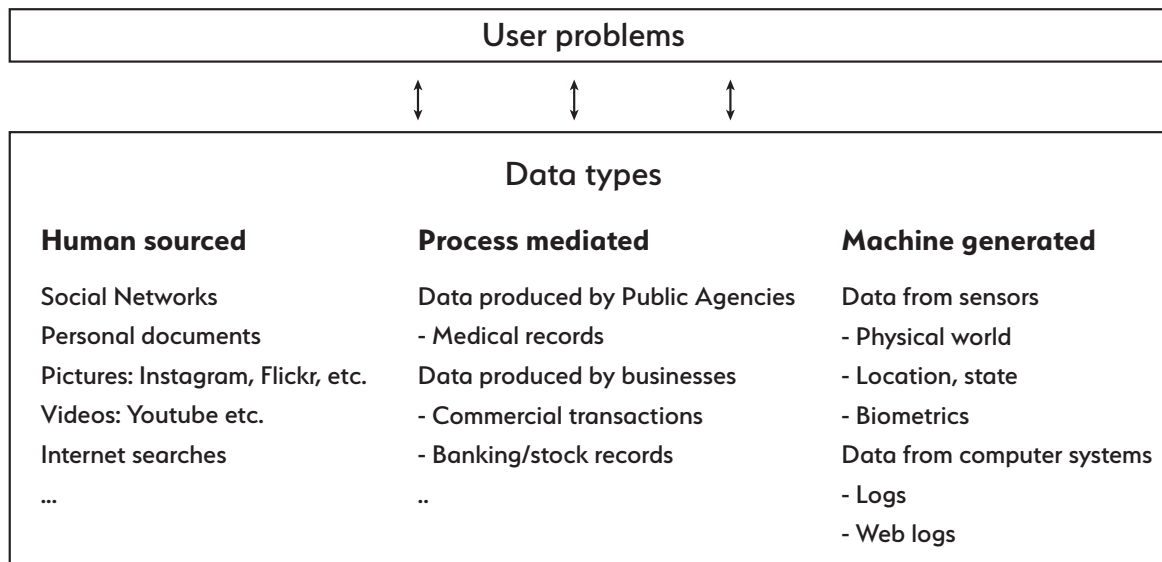 User problems
Data types
Human sourced
Social Networks
Personal documents
Pictures: Instagram, Flickr, etc.
Videos: Youtube etc.
Internet searches
...
Process mediated
Data produced by Public Agencies
- Medical records
Data produced by businesses
- Commercial transactions
- Banking/stock records
..
Machine generated
Data from sensors
- Physical world
- Location, state
- Biometrics
Data from computer systems
- Logs
- Web logs